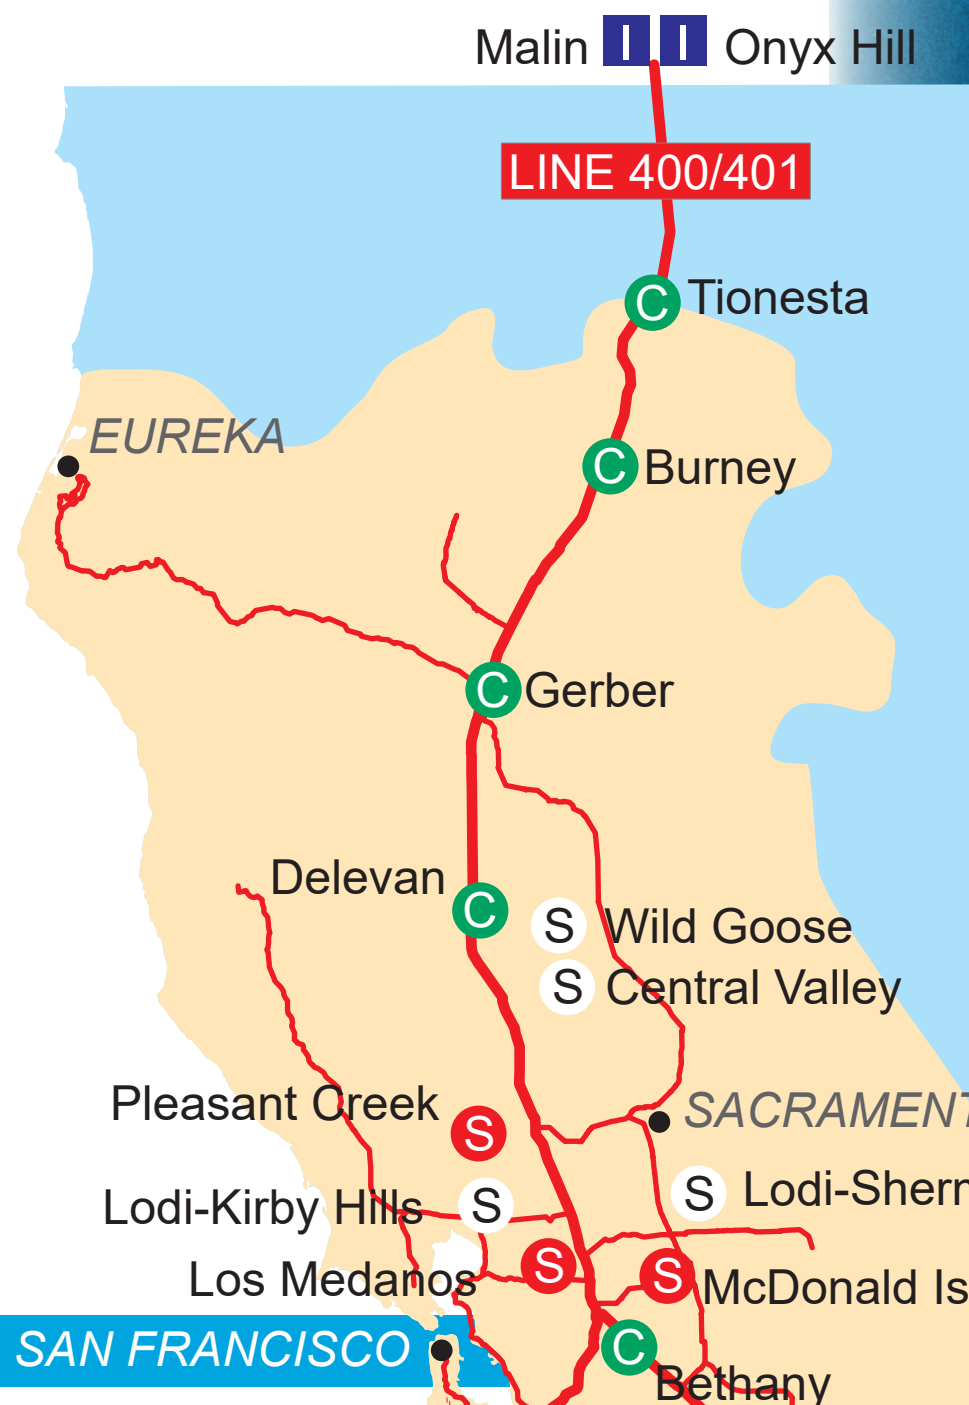 Malin I I Onyx Hill
LINE 400/401
C Tionesta
EUREKA
C Burney
C Gerber
Delevan
C
S Wild Goose
S Central Valley
Pleasant Creek
S
SACRAMENT
Lodi-Kirby Hills S
S Lodi-Sherm
Los Medanos S
S McDonald Is
SAN FRANCISCO
C
Bethany